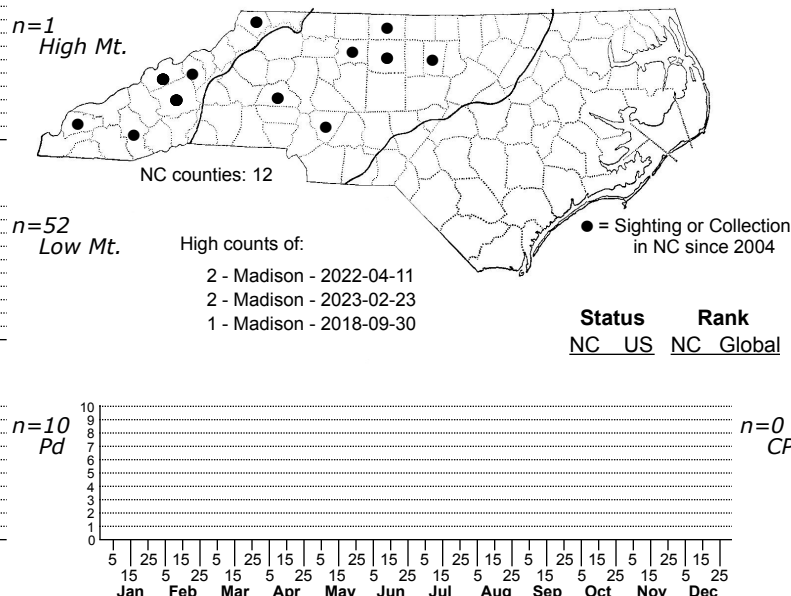 n=1
High Mt.
NC counties: 12
n=52
Low Mt.
High counts of:
2 - Madison - 2022-04-11
2 - Madison - 2023-02-23
1 - Madison - 2018-09-30
● = Sighting or Collection
in NC since 2004
Status Rank
NC US NC Global
n=10
Pd
n=0
CP
10
9
8
7
6
5
4
3
2
1
0
5 25 15 5 25 15 5 25 15 5 25 15 5 25 15 5 25 15
15 5 25 15 5 25 15 5 25 15 5 25 15 5 25 15 5 25
Jan Feb Mar Apr May Jun Jul Aug Sep Oct Nov Dec